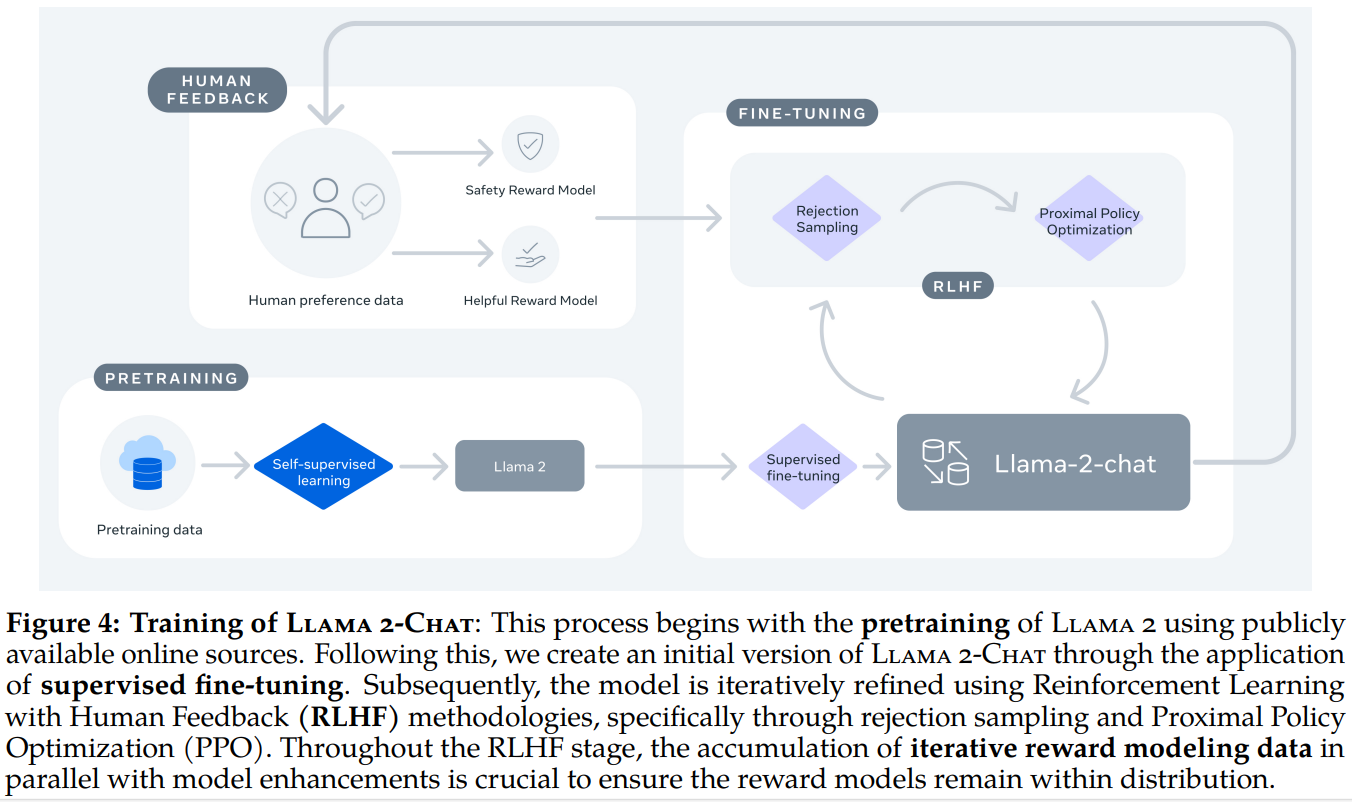 HUMAN
FEEDBACK
Safety Reward Model
Human preference data
Helpful Reward Model
FINE-TUNING
Rejection
Sampling
Proximal Policy
Optimization
RLHF
PRETRAINING
Pretraining data
Self-supervised
learning
Llama 2
Supervised
fine-tuning
Llama-2-chat
Figure 4: Training of Llama 2-Chat: This process begins with the pretraining of Llama 2 using publicly
available online sources. Following this, we create an initial version of Llama 2-Chat through the application
of supervised fine-tuning. Subsequently, the model is iteratively refined using Reinforcement Learning
with Human Feedback (RLHF) methodologies, specifically through rejection sampling and Proximal Policy
Optimization (PPO). Throughout the RLHF stage, the accumulation of iterative reward modeling data in
parallel with model enhancements is crucial to ensure the reward models remain within distribution.